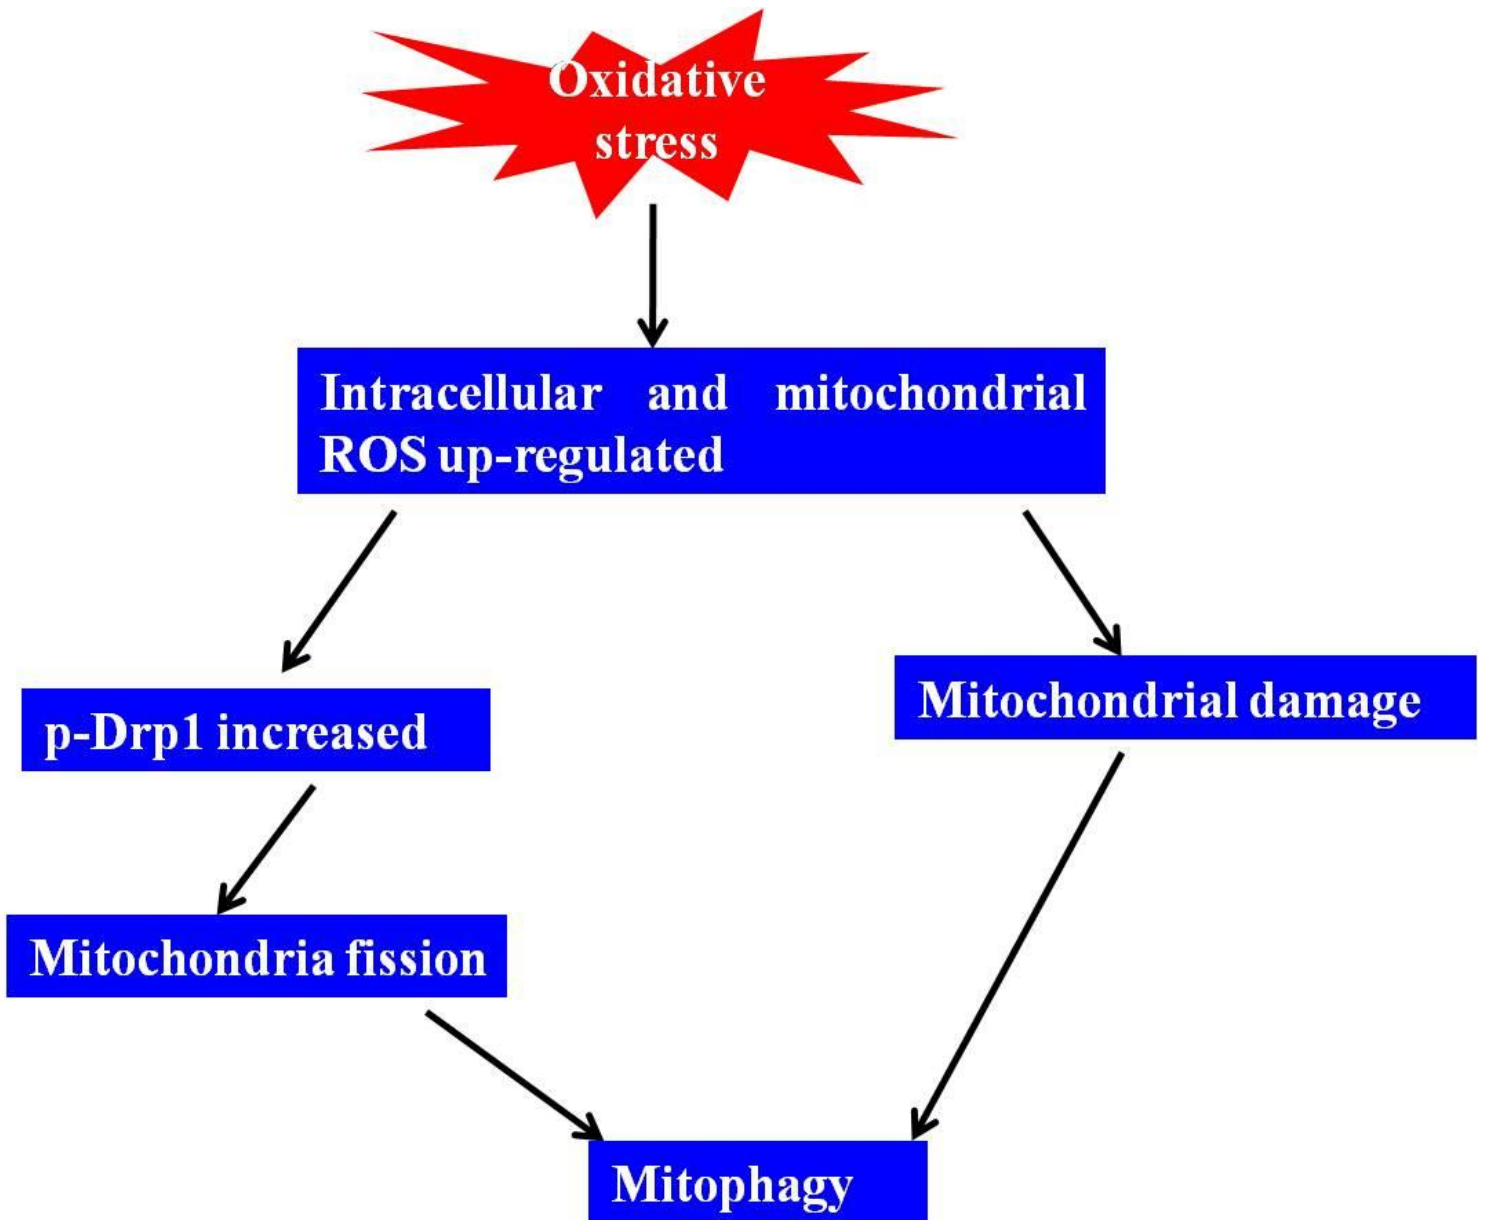 Oxidative
stress
Intracellular and mitochondrial
ROS up-regulated
p-Drp1 increased
Mitochondrial damage
Mitochondria fission
Mitophagy